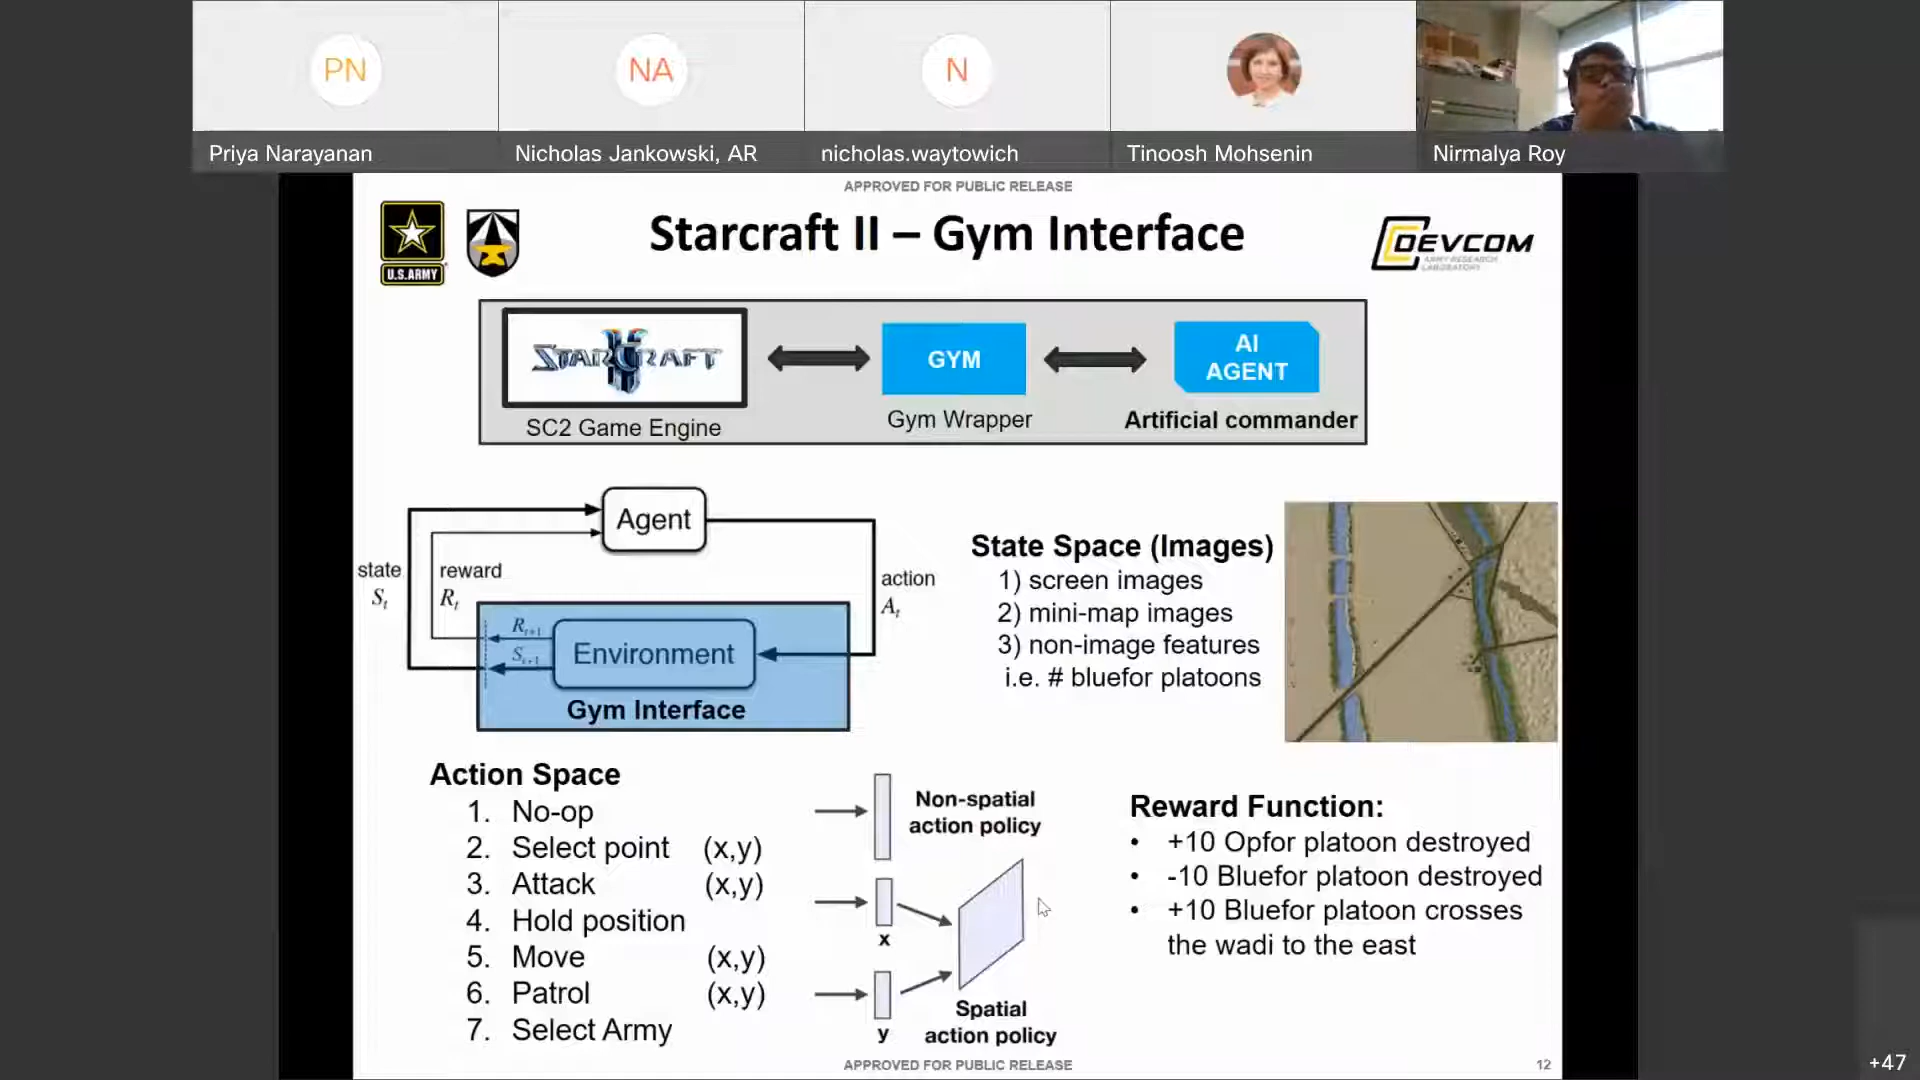 PN
NA
N
Priya Narayanan
Nicholas Jankowski, AR
nicholas.waytowich
Tinoosh Mohsenin
Nirmalya Roy
APPROVED FOR PUBLIC RELEASE
U.S.ARMY
Starcraft II – Gym Interface
DEVCOM
ARMY RESEARCH
LABORATORY
STARCRAFT II
GYM
AI
AGENT
SC2 Game Engine
Gym Wrapper
Artificial commander
Agent
state
St
reward
Rt
action
At
Rt+1
St+1
Environment
Gym Interface
State Space (Images)
1) screen images
2) mini-map images
3) non-image features
i.e. # bluefor platoons
Action Space
1. No-op
2. Select point (x,y)
3. Attack (x,y)
4. Hold position
5. Move (x,y)
6. Patrol (x,y)
7. Select Army
Non-spatial
action policy
x
y
Spatial
action policy
Reward Function:
• +10 Opfor platoon destroyed
• -10 Bluefor platoon destroyed
• +10 Bluefor platoon crosses
the wadi to the east
APPROVED FOR PUBLIC RELEASE
12
+47